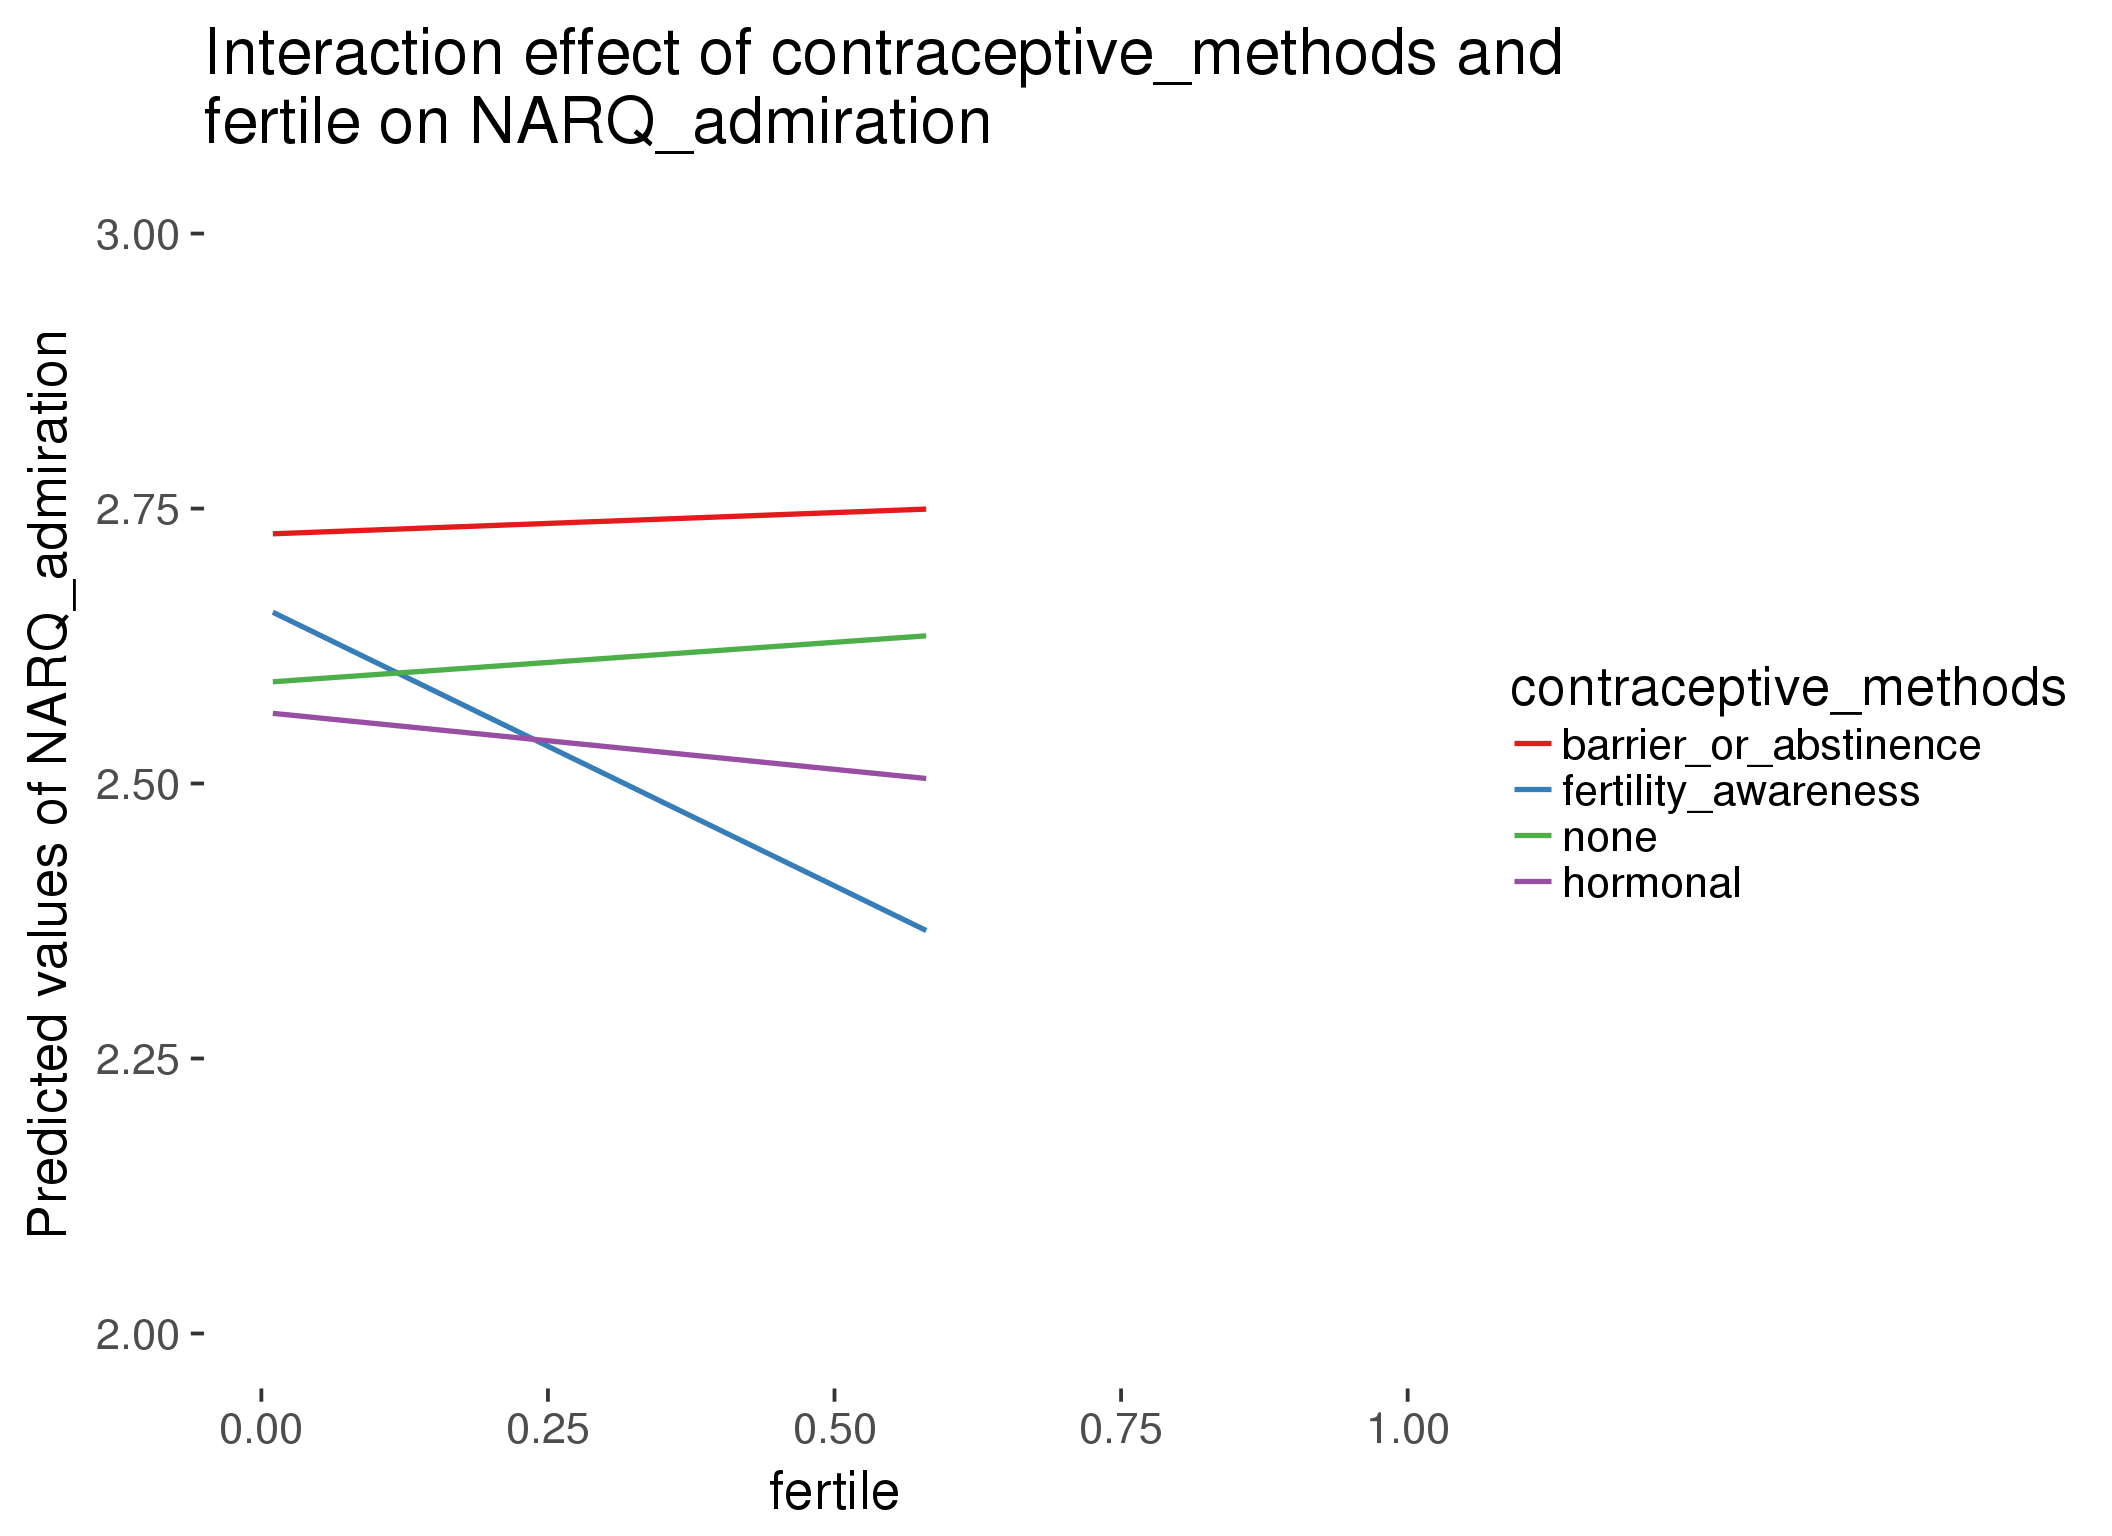 Interaction effect of contraceptive_methods and
fertile on NARQ_admiration
Predicted values of NARQ_admiration
3.00
2.75
2.50
2.25
2.00
0.00
0.25
0.50
0.75
1.00
fertile
contraceptive_methods
barrier_or_abstinence
fertility_awareness
none
hormonal